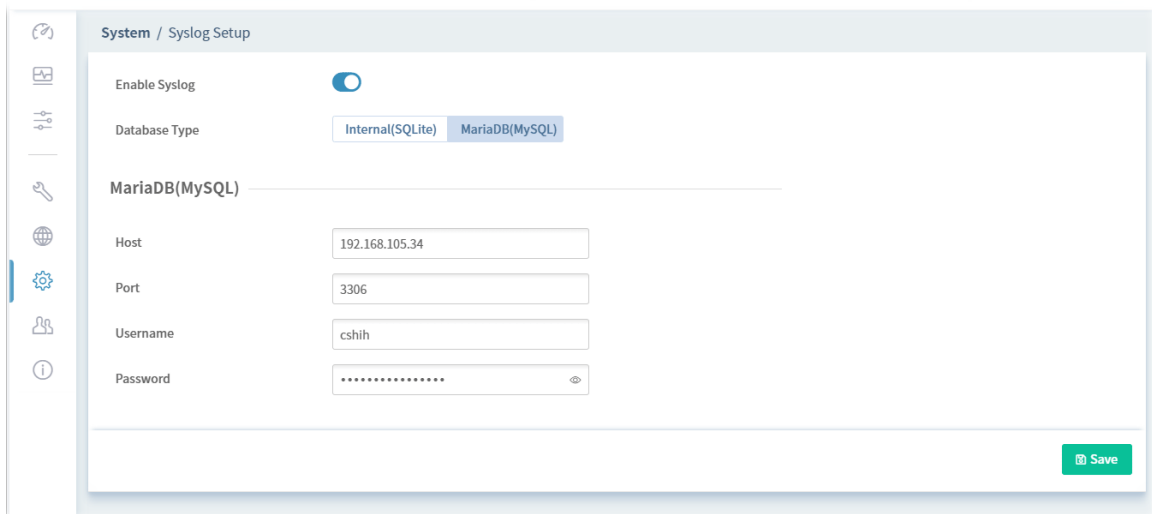 System / Syslog Setup
Enable Syslog
Database Type Internal(SQLite) MariaDB(MySQL)
MariaDB(MySQL)
Host 192.168.105.34
Port 3306
Username cshih
Password ••••••••••••••••
Save